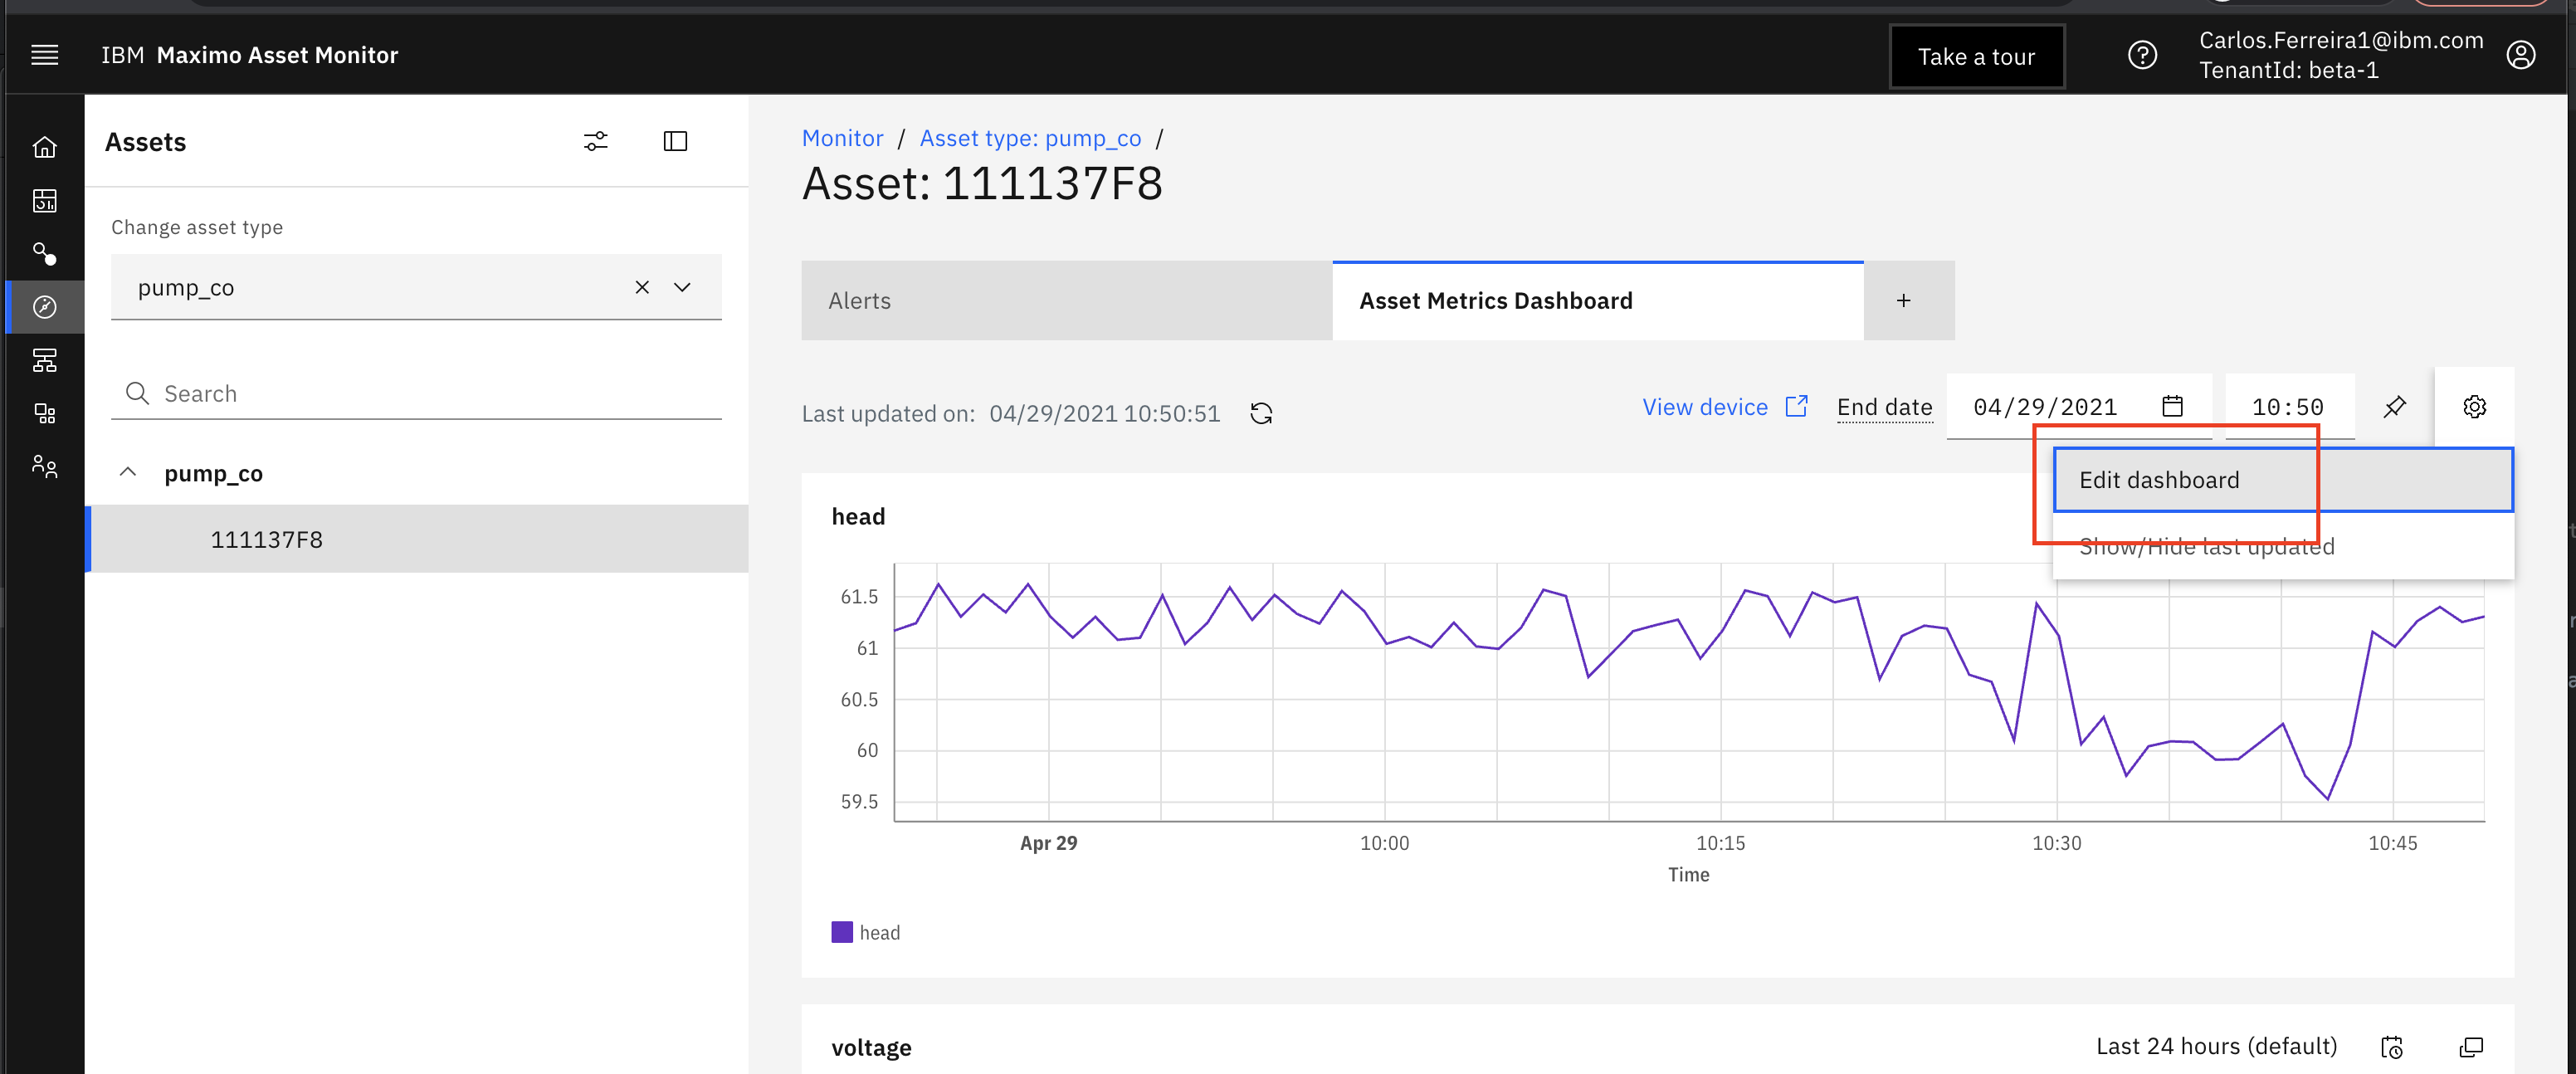 IBM Maximo Asset Monitor
Take a tour
Carlos.Ferreira1@ibm.com
TenantId: beta-1
Assets
Change asset type
pump_co
Search
pump_co
111137F8
Monitor / Asset type: pump_co /
Asset: 111137F8
Alerts
Asset Metrics Dashboard
+
Last updated on: 04/29/2021 10:50:51
View device
End date
04/29/2021
10:50
Edit dashboard
Show/Hide last updated
head
61.5
61
60.5
60
59.5
Apr 29
10:00
10:15
10:30
10:45
Time
head
voltage
Last 24 hours (default)